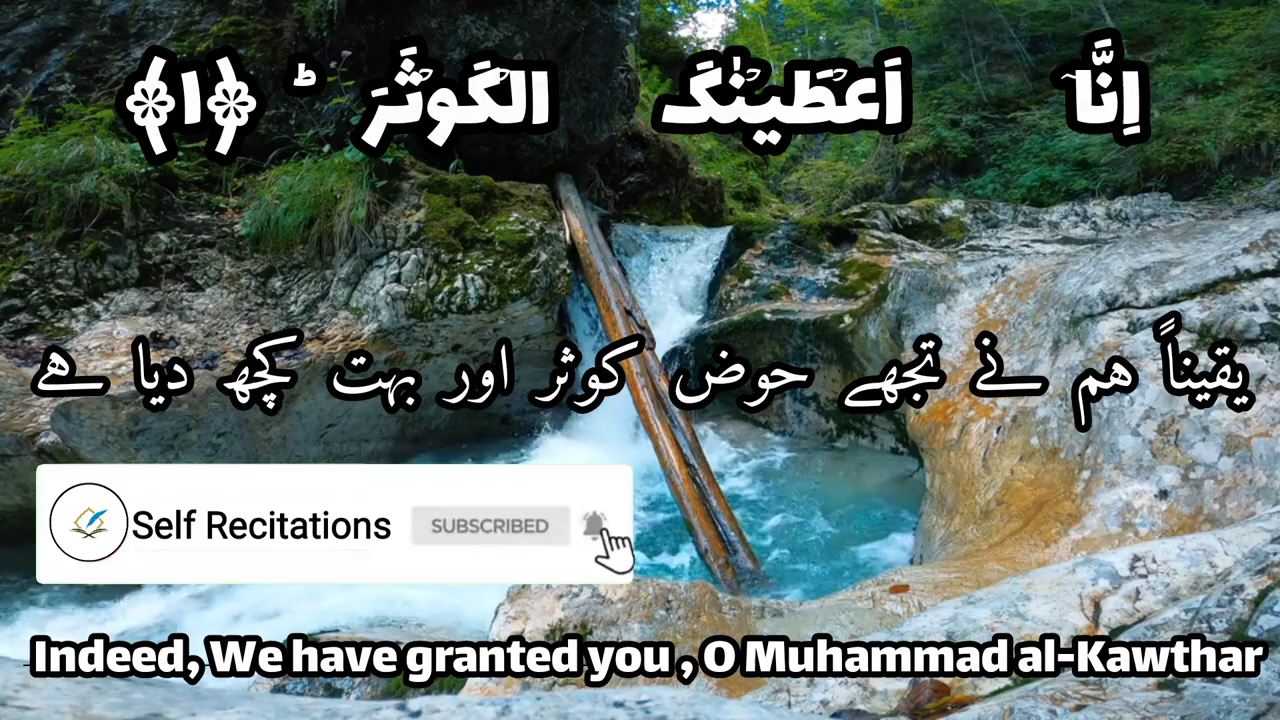 اِنَّاۤ اَعۡطَيۡنٰكَ الۡكَوۡثَرَ ؕ ﴿۱﴾
یقیناً ہم نے تجھے حوض کوثر اور بہت کچھ دیا ہے
Self Recitations SUBSCRIBED
Indeed, We have granted you , O Muhammad al-Kawthar